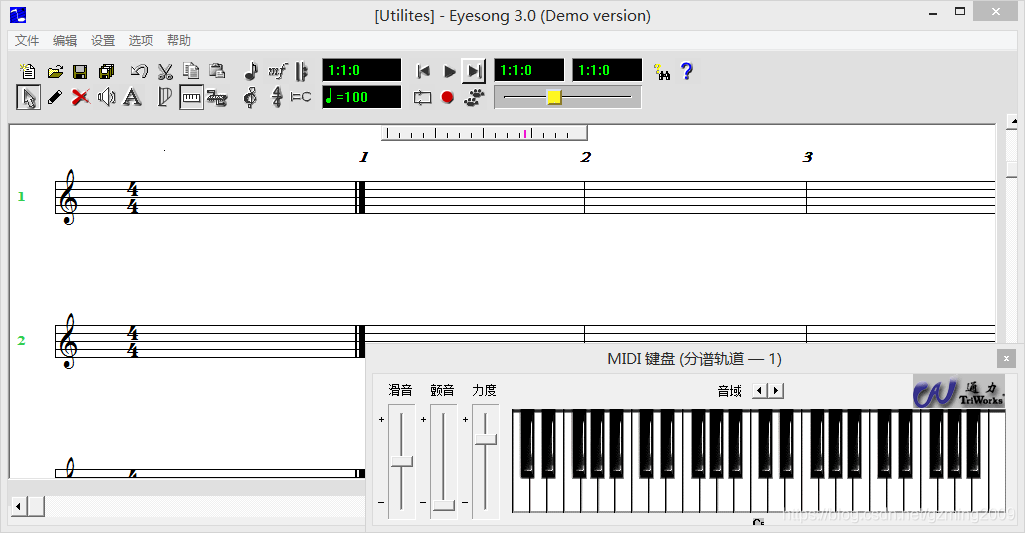 [Utilites] - Eyesong 3.0 (Demo version)
文件 编辑 设置 选项 帮助
mf 1:1:0 1:1:0 1:1:0 ?
A =100 =C
1 2 3
1 4 4
2 4 4
MIDI 键盘 (分谱轨道 — 1)
滑音 颤音 力度 音域 通力
TriWorks
+ + +
− − −
https://blog.csdn.net/gzming2009